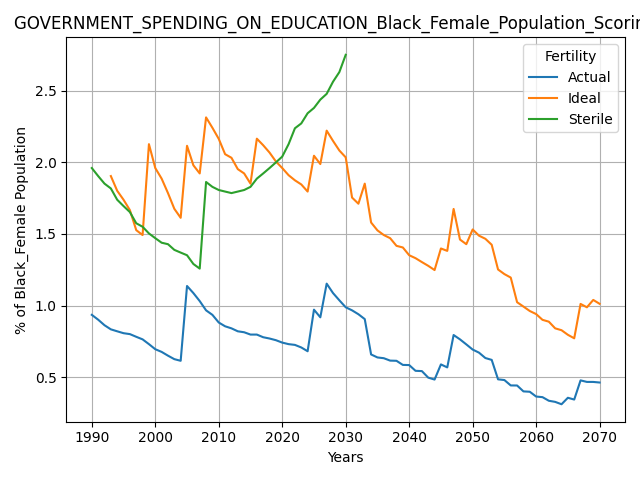 GOVERNMENT_SPENDING_ON_EDUCATION_Black_Female_Population_Scorin
Fertility
Actual
Ideal
Sterile
% of Black_Female Population
2.5
2.0
1.5
1.0
0.5
1990 2000 2010 2020 2030 2040 2050 2060 2070
Years